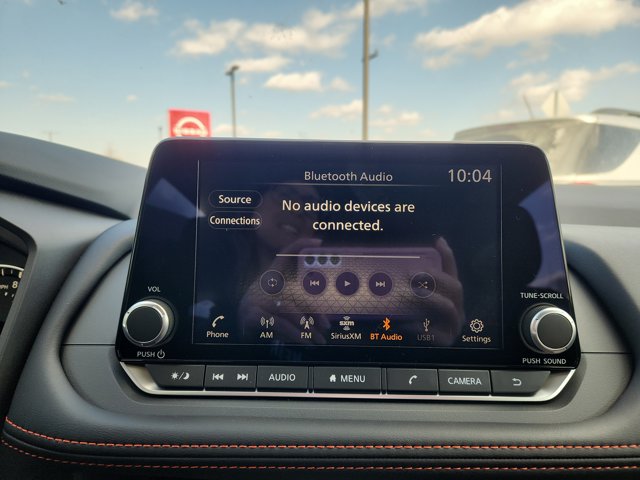 Bluetooth Audio
10:04
Source
Connections
No audio devices are
connected.
VOL
TUNE·SCROLL
Phone
AM
FM
sxm
SiriusXM
BT Audio
USB1
Settings
PUSH
PUSH SOUND
AUDIO
MENU
CAMERA